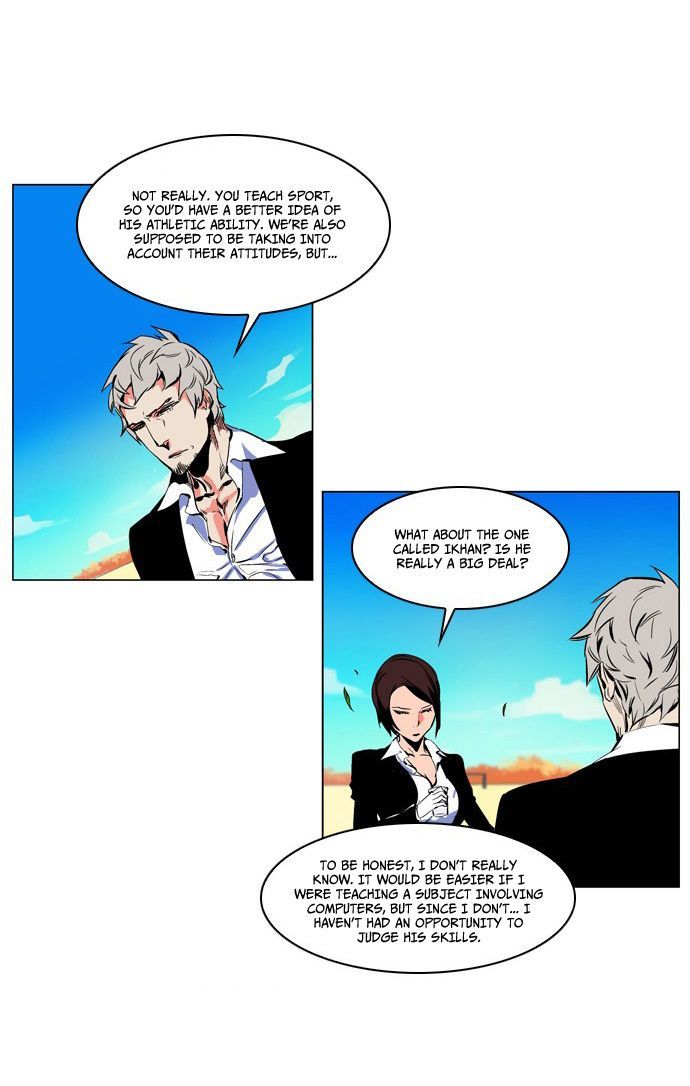 NOT REALLY. YOU TEACH SPORT,
SO YOU'D HAVE A BETTER IDEA OF
HIS ATHLETIC ABILITY. WE'RE ALSO
SUPPOSED TO BE TAKING INTO
ACCOUNT THEIR ATTITUDES, BUT...
WHAT ABOUT THE ONE
CALLED IKHAN? IS HE
REALLY A BIG DEAL?
TO BE HONEST, I DON'T REALLY
KNOW. IT WOULD BE EASIER IF I
WERE TEACHING A SUBJECT INVOLVING
COMPUTERS, BUT SINCE I DON'T... I
HAVEN'T HAD AN OPPORTUNITY TO
JUDGE HIS SKILLS.